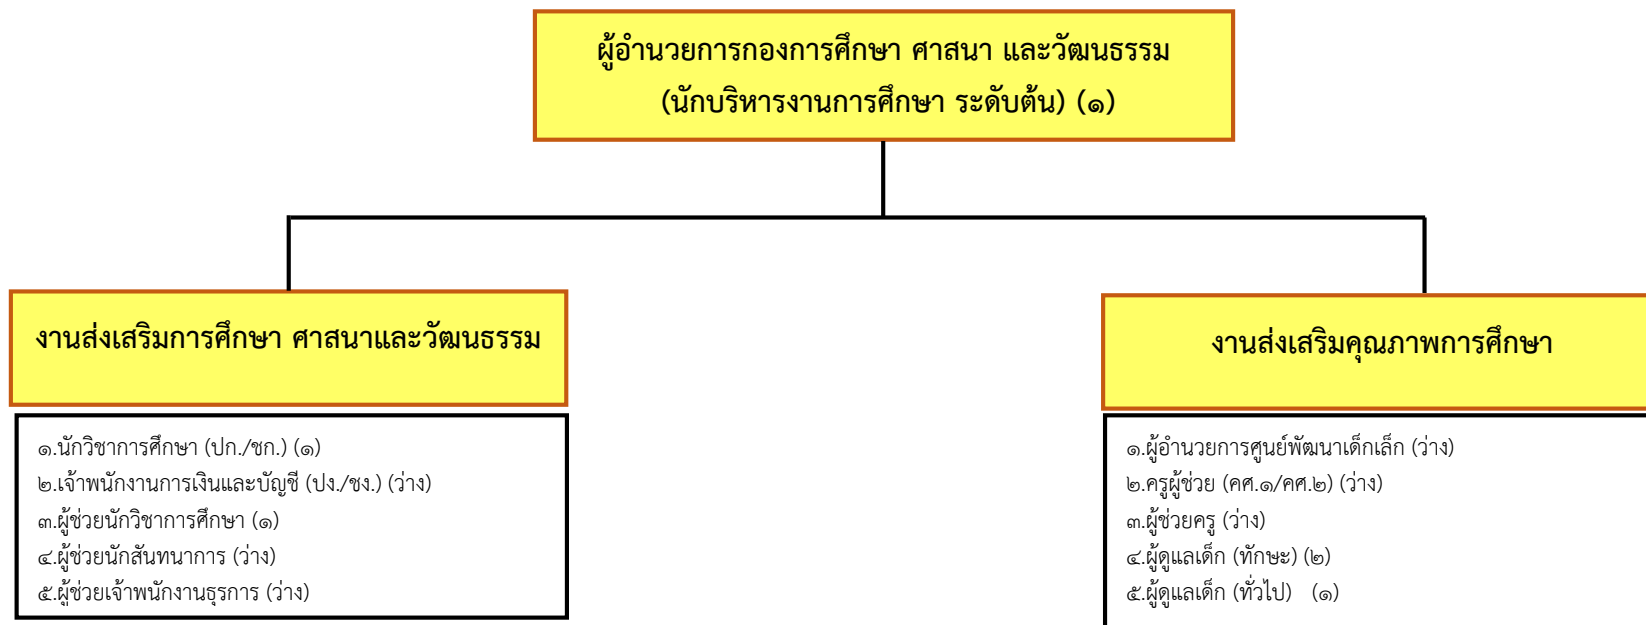 ผู้อำนวยการกองการศึกษา ศาสนา และวัฒนธรรม
(นักบริหารงานการศึกษา ระดับต้น) (๑)
งานส่งเสริมการศึกษา ศาสนาและวัฒนธรรม
๑.นักวิชาการศึกษา (ปก./ชก.) (๑)
๒.เจ้าพนักงานการเงินและบัญชี (ปง./ชง.) (ว่าง)
๓.ผู้ช่วยนักวิชาการศึกษา (๑)
๔.ผู้ช่วยนักสันทนาการ (ว่าง)
๕.ผู้ช่วยเจ้าพนักงานธุรการ (ว่าง)
งานส่งเสริมคุณภาพการศึกษา
๑.ผู้อำนวยการศูนย์พัฒนาเด็กเล็ก (ว่าง)
๒.ครูผู้ช่วย (คศ.๑/คศ.๒) (ว่าง)
๓.ผู้ช่วยครู (ว่าง)
๔.ผู้ดูแลเด็ก (ทักษะ) (๒)
๕.ผู้ดูแลเด็ก (ทั่วไป) (๑)